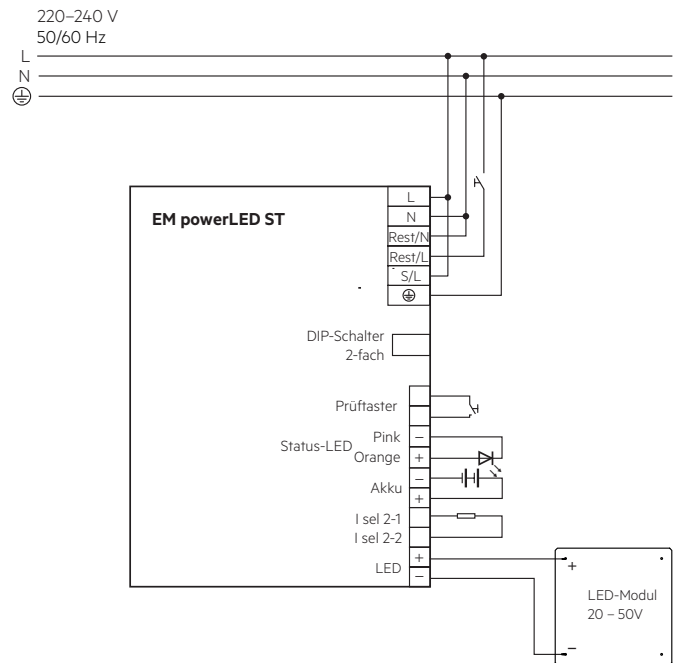 220–240 V
50/60 Hz
L
N
EM powerLED ST
L
N
Rest/N
Rest/L
S/L
DIP-Schalter
2-fach
Prüftaster
Status-LED
Pink
–
Orange
+
Akku
–
+
I sel 2-1
I sel 2-2
LED
+
–
+
LED-Modul
20 – 50V
–